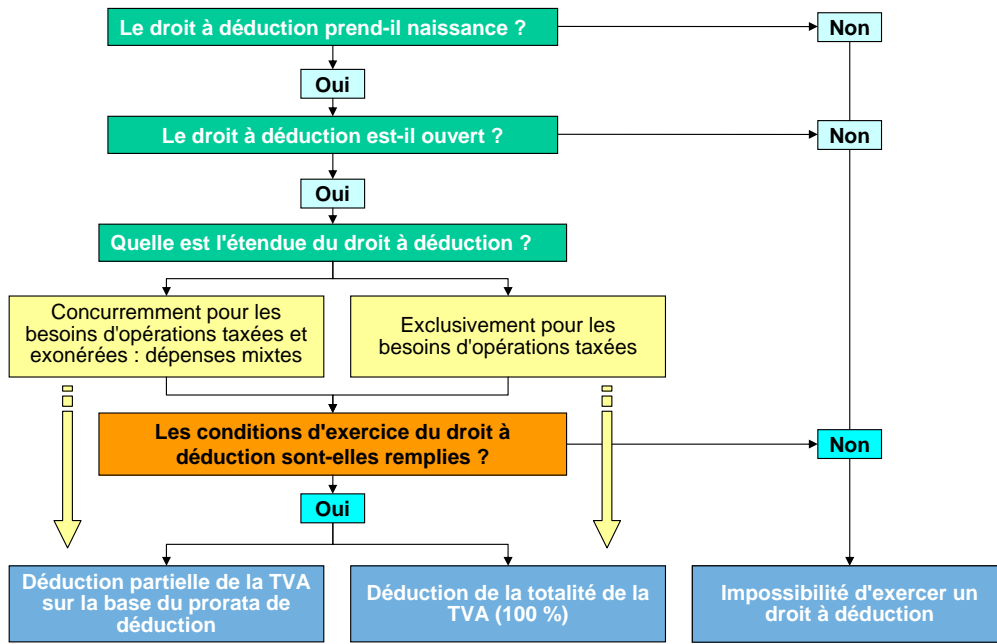 Le droit à déduction prend-il naissance ?
Non
Oui
Le droit à déduction est-il ouvert ?
Non
Oui
Quelle est l'étendue du droit à déduction ?
Concurremment pour les
besoins d'opérations taxées et
exonérées : dépenses mixtes
Exclusivement pour les
besoins d'opérations taxées
Les conditions d'exercice du droit à
déduction sont-elles remplies ?
Non
Oui
Déduction partielle de la TVA
sur la base du prorata de
déduction
Déduction de la totalité de la
TVA (100 %)
Impossibilité d'exercer un
droit à déduction